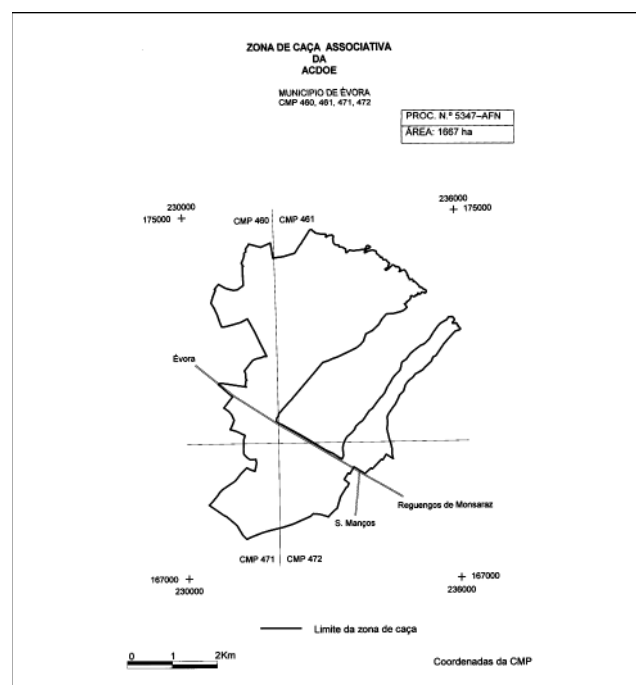 ZONA DE CAÇA ASSOCIATIVA
DA
ACDOE
MUNICIPIO DE ÉVORA
CMP 460, 461, 471, 472
PROC. N.º 5347–AFN
ÁREA: 1667 ha
230000
175000
236000
175000
CMP 460
CMP 461
Évora
Reguengos de Monsaraz
S. Manços
CMP 471
CMP 472
167000
230000
167000
236000
Limite da zona de caça
0 1 2Km
Coordenadas da CMP